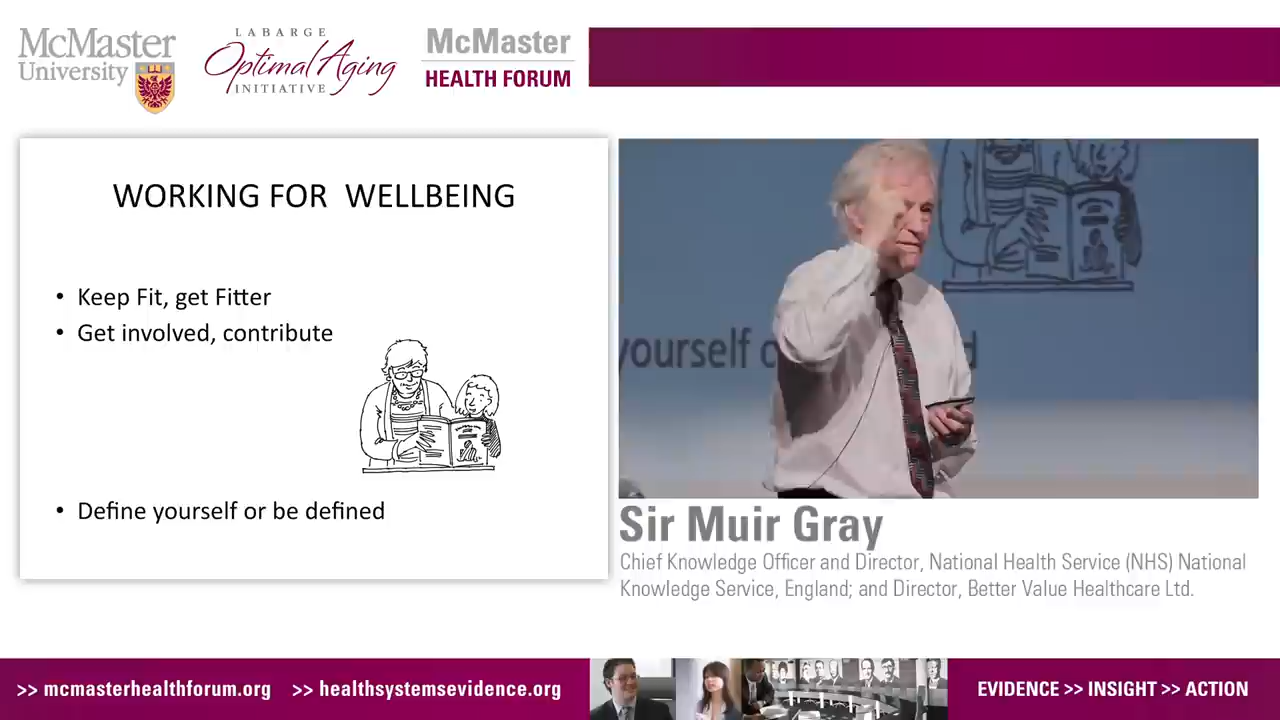 McMaster
University
LABARGE
Optimal Aging
INITIATIVE
McMaster
HEALTH FORUM
WORKING FOR  WELLBEING
• Keep Fit, get Fitter
• Get involved, contribute
• Define yourself or be defined
yourself
d
Sir Muir Gray
Chief Knowledge Officer and Director, National Health Service (NHS) National
Knowledge Service, England; and Director, Better Value Healthcare Ltd.
>> mcmasterhealthforum.org >> healthsystemsevidence.org
EVIDENCE >> INSIGHT >> ACTION